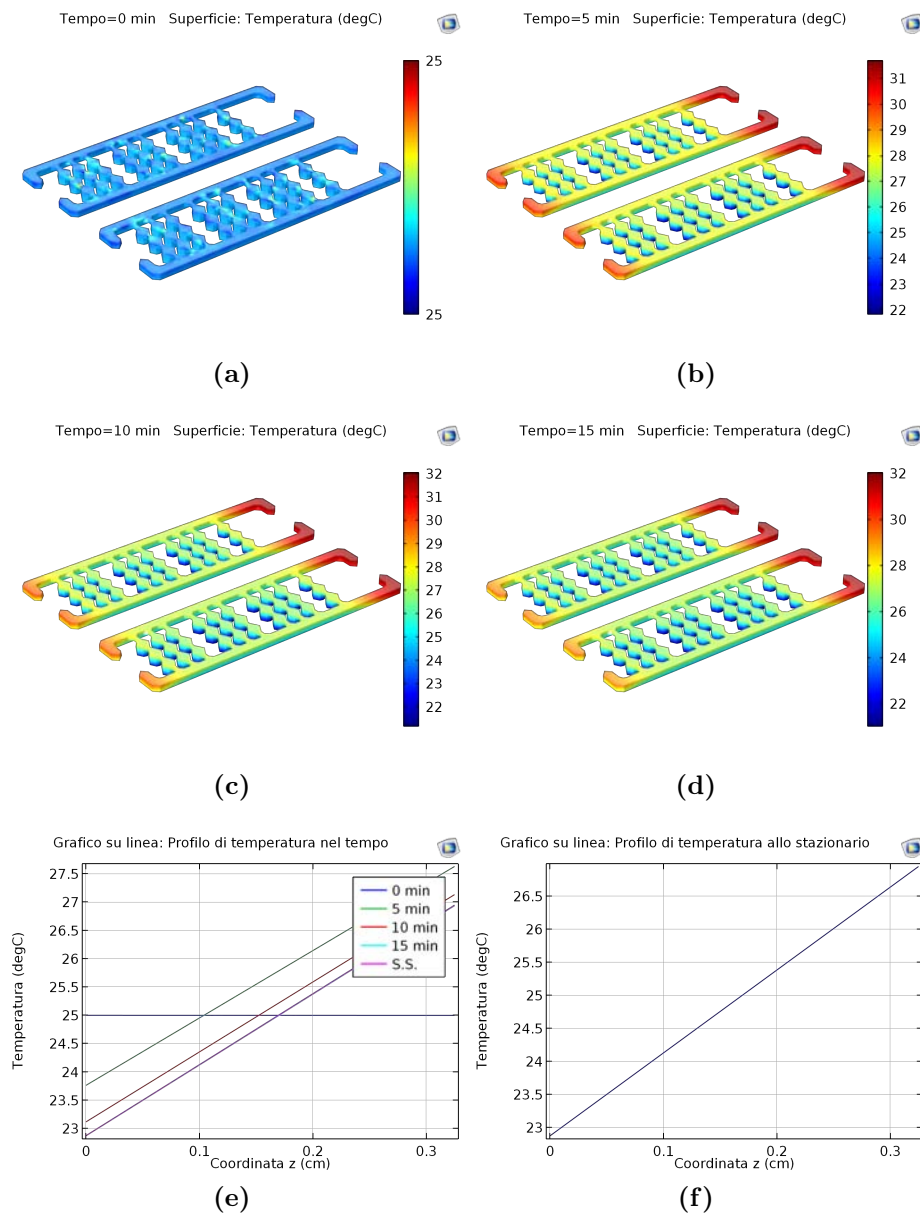 Tempo=0 min   Superficie: Temperatura (degC)
25
25
(a)
Tempo=5 min   Superficie: Temperatura (degC)
31
30
29
28
27
26
25
24
23
22
(b)
Tempo=10 min   Superficie: Temperatura (degC)
32
30
29
28
27
26
25
24
23
22
(c)
Tempo=15 min   Superficie: Temperatura (degC)
32
30
28
26
24
22
(d)
Grafico su linea: Profilo di temperatura nel tempo
27.5
27
26.5
26
25.5
25
24.5
24
23.5
23
Temperatura (degC)
0 min
5 min
10 min
15 min
S.S.
0
0.1
0.2
0.3
Coordinata z (cm)
(e)
Grafico su linea: Profilo di temperatura allo stazionario
26.5
26
25.5
25
24.5
24
23.5
23
Temperatura (degC)
0
0.1
0.2
0.3
Coordinata z (cm)
(f)